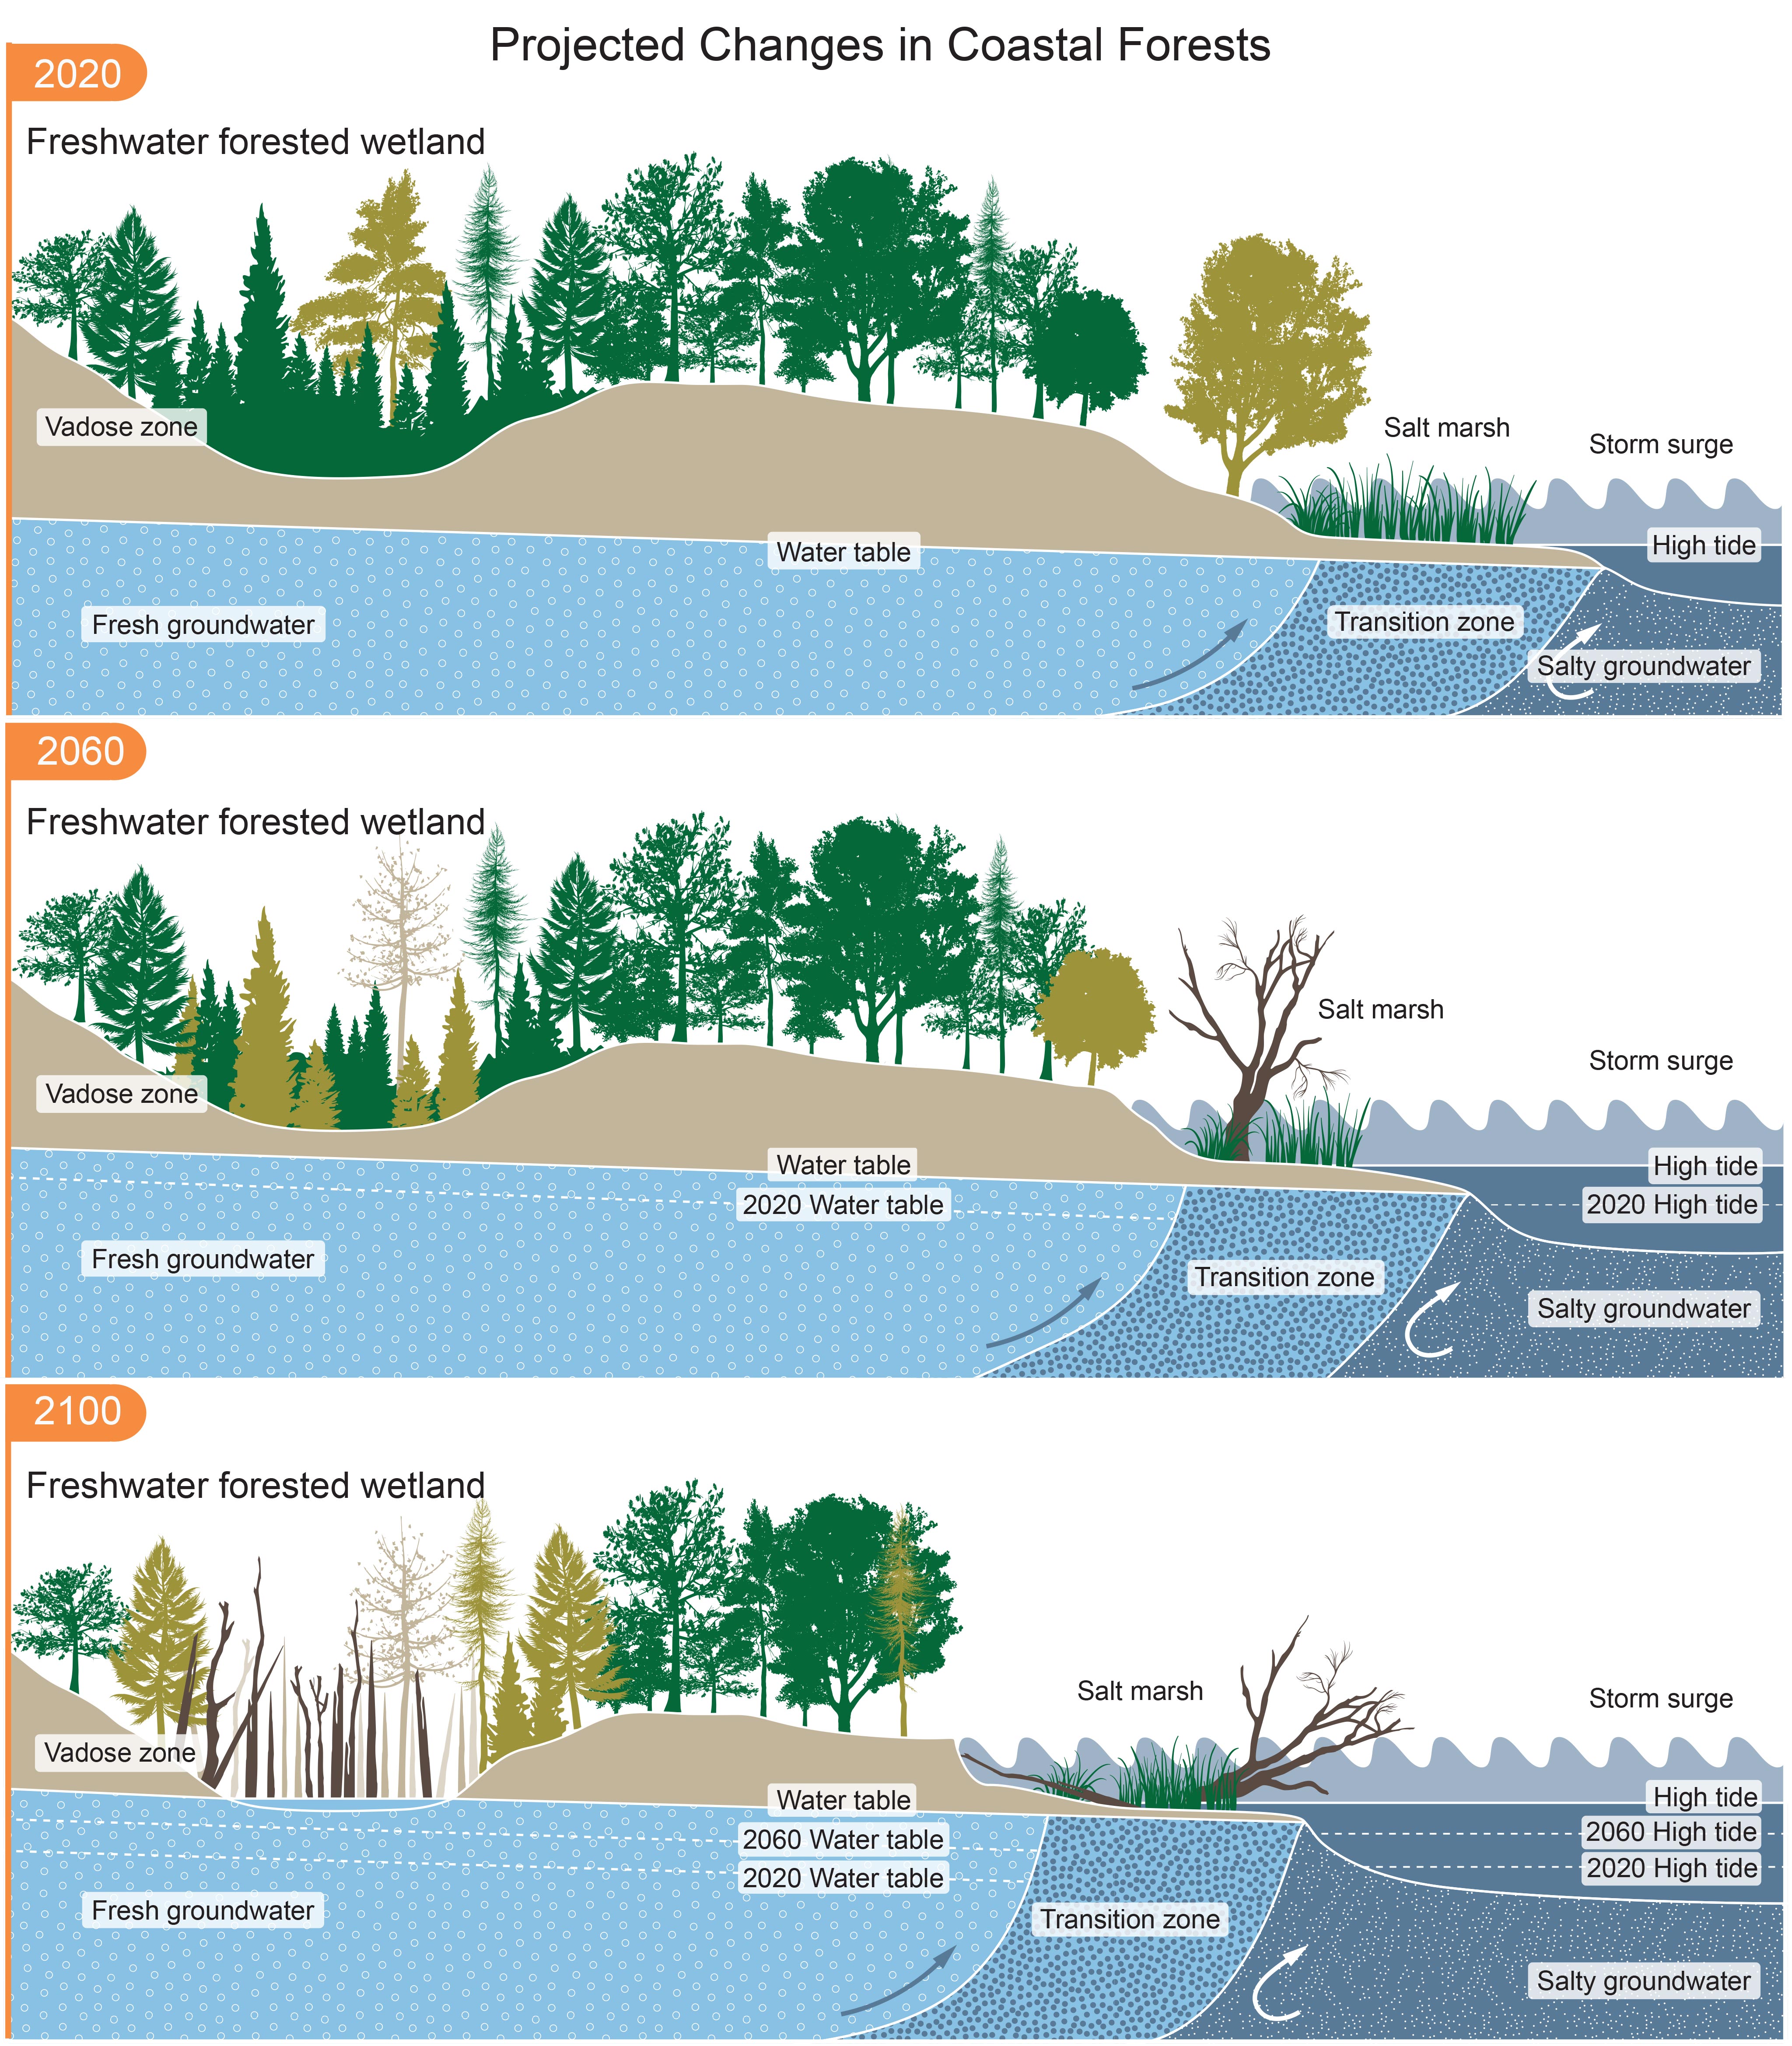 Projected Changes in Coastal Forests
2020
Freshwater forested wetland
Salt marsh
Storm surge
Vadose zone
Water table
High tide
Fresh groundwater
Transition zone
Salty groundwater
2060
Freshwater forested wetland
Salt marsh
Storm surge
Vadose zone
Water table
High tide
2020 Water table
2020 High tide
Fresh groundwater
Transition zone
Salty groundwater
2100
Freshwater forested wetland
Salt marsh
Storm surge
Vadose zone
Water table
High tide
2060 Water table
2060 High tide
2020 Water table
2020 High tide
Fresh groundwater
Transition zone
Salty groundwater